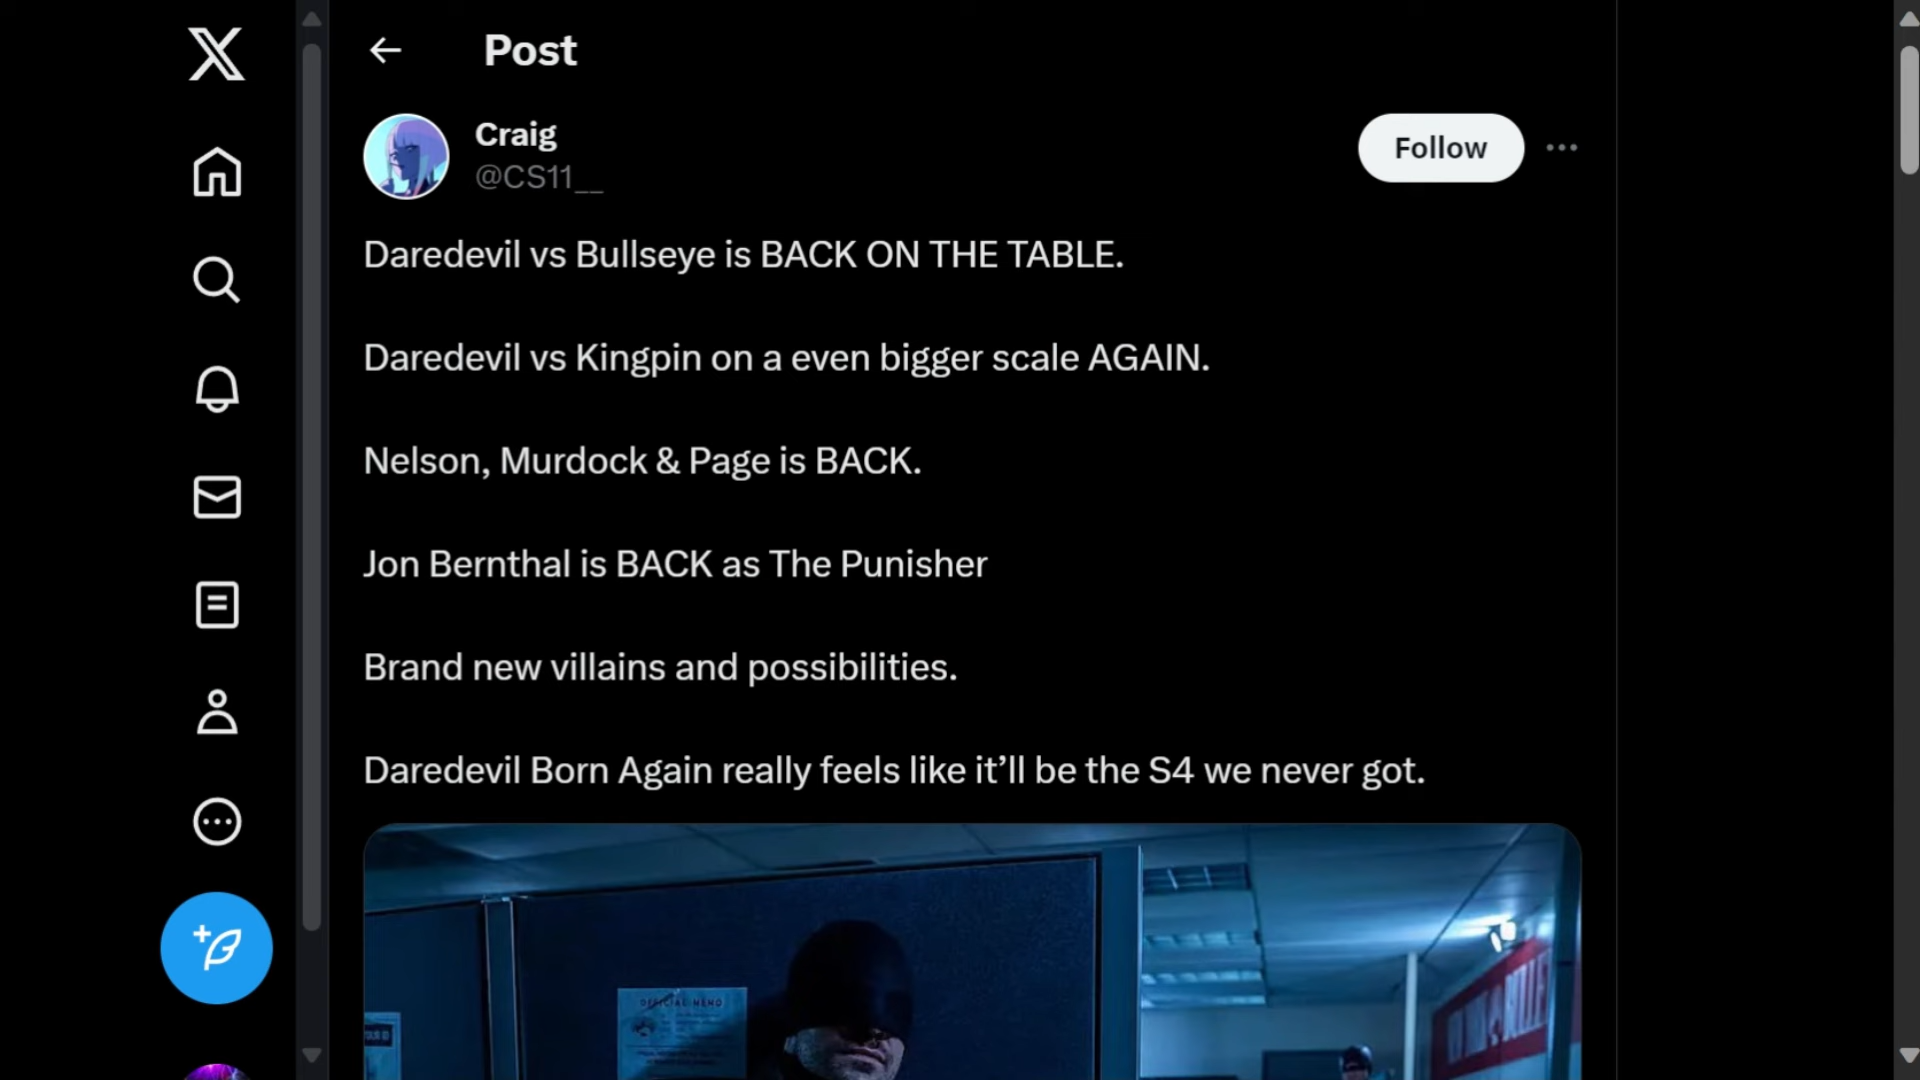 Post
Craig
@CS11__
Follow
Daredevil vs Bullseye is BACK ON THE TABLE.
Daredevil vs Kingpin on a even bigger scale AGAIN.
Nelson, Murdock & Page is BACK.
Jon Bernthal is BACK as The Punisher
Brand new villains and possibilities.
Daredevil Born Again really feels like it’ll be the S4 we never got.
OFFICIAL MEMO